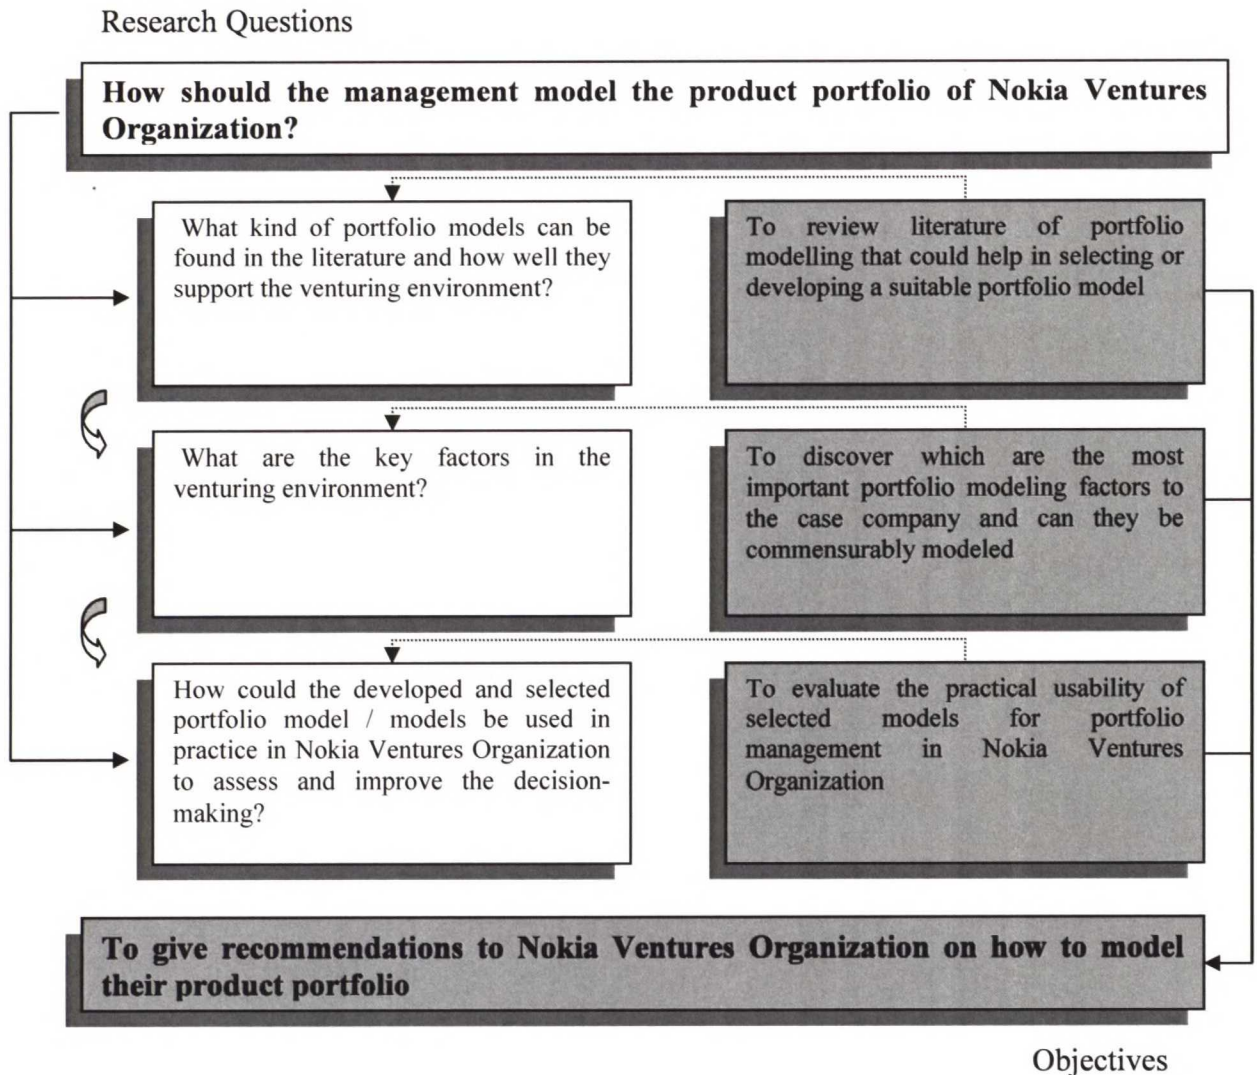 Research Questions
How should the management model the product portfolio of Nokia Ventures
Organization?
What kind of portfolio models can be
found in the literature and how well they
support the venturing environment?
To review literature of portfolio
modelling that could help in selecting or
developing a suitable portfolio model
What are the key factors in the
venturing environment?
To discover which are the most
important portfolio modeling factors to
the case company and can they be
commensurably modeled
How could the developed and selected
portfolio model / models be used in
practice in Nokia Ventures Organization
to assess and improve the decision-
making?
To evaluate the practical usability of
selected models for portfolio
management in Nokia Ventures
Organization
To give recommendations to Nokia Ventures Organization on how to model
their product portfolio
Objectives